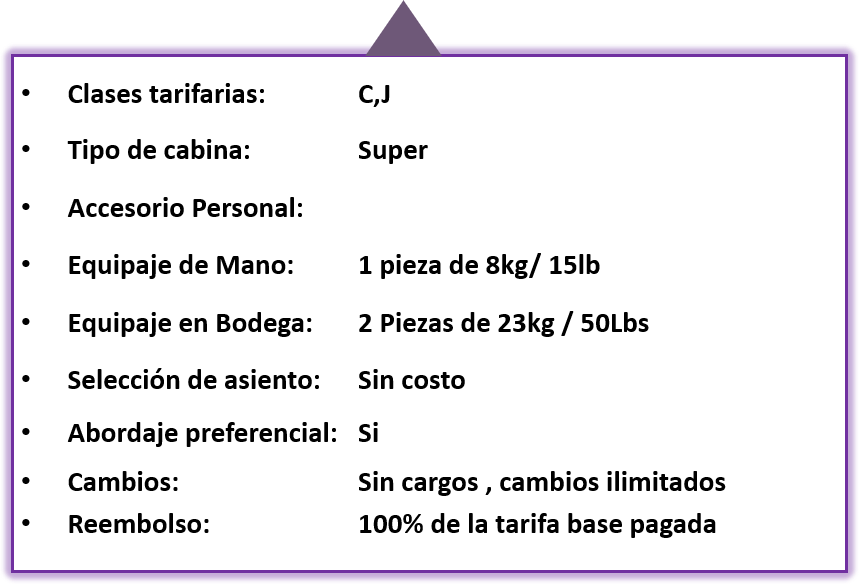 • Clases tarifarias: C,J
• Tipo de cabina: Super
• Accesorio Personal:
• Equipaje de Mano: 1 pieza de 8kg/ 15lb
• Equipaje en Bodega: 2 Piezas de 23kg / 50Lbs
• Selección de asiento: Sin costo
• Abordaje preferencial: Si
• Cambios: Sin cargos , cambios ilimitados
• Reembolso: 100% de la tarifa base pagada